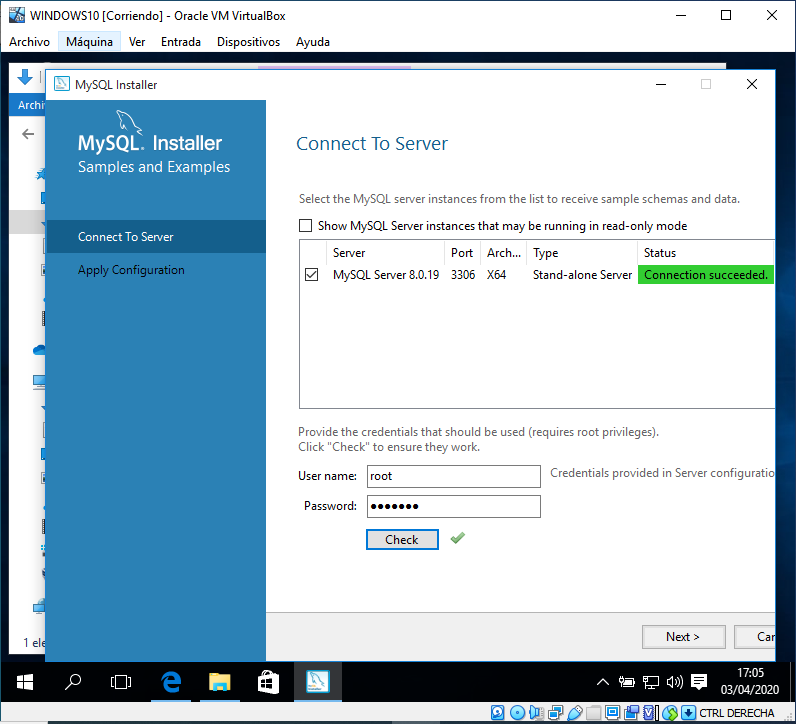 WINDOWS10 [Corriendo] - Oracle VM VirtualBox
Archivo Máquina Ver Entrada Dispositivos Ayuda
MySQL Installer
Archi
MySQL. Installer
Samples and Examples
Connect To Server
Apply Configuration
Connect To Server
Select the MySQL server instances from the list to receive sample schemas and data.
Show MySQL Server instances that may be running in read-only mode
Server Port Arch... Type Status
MySQL Server 8.0.19 3306 X64 Stand-alone Server Connection succeeded.
Provide the credentials that should be used (requires root privileges).
Click "Check" to ensure they work.
User name: root Credentials provided in Server configuratio
Password: ●●●●●●●
Check
1 ele
Next > Car
17:05
03/04/2020
CTRL DERECHA